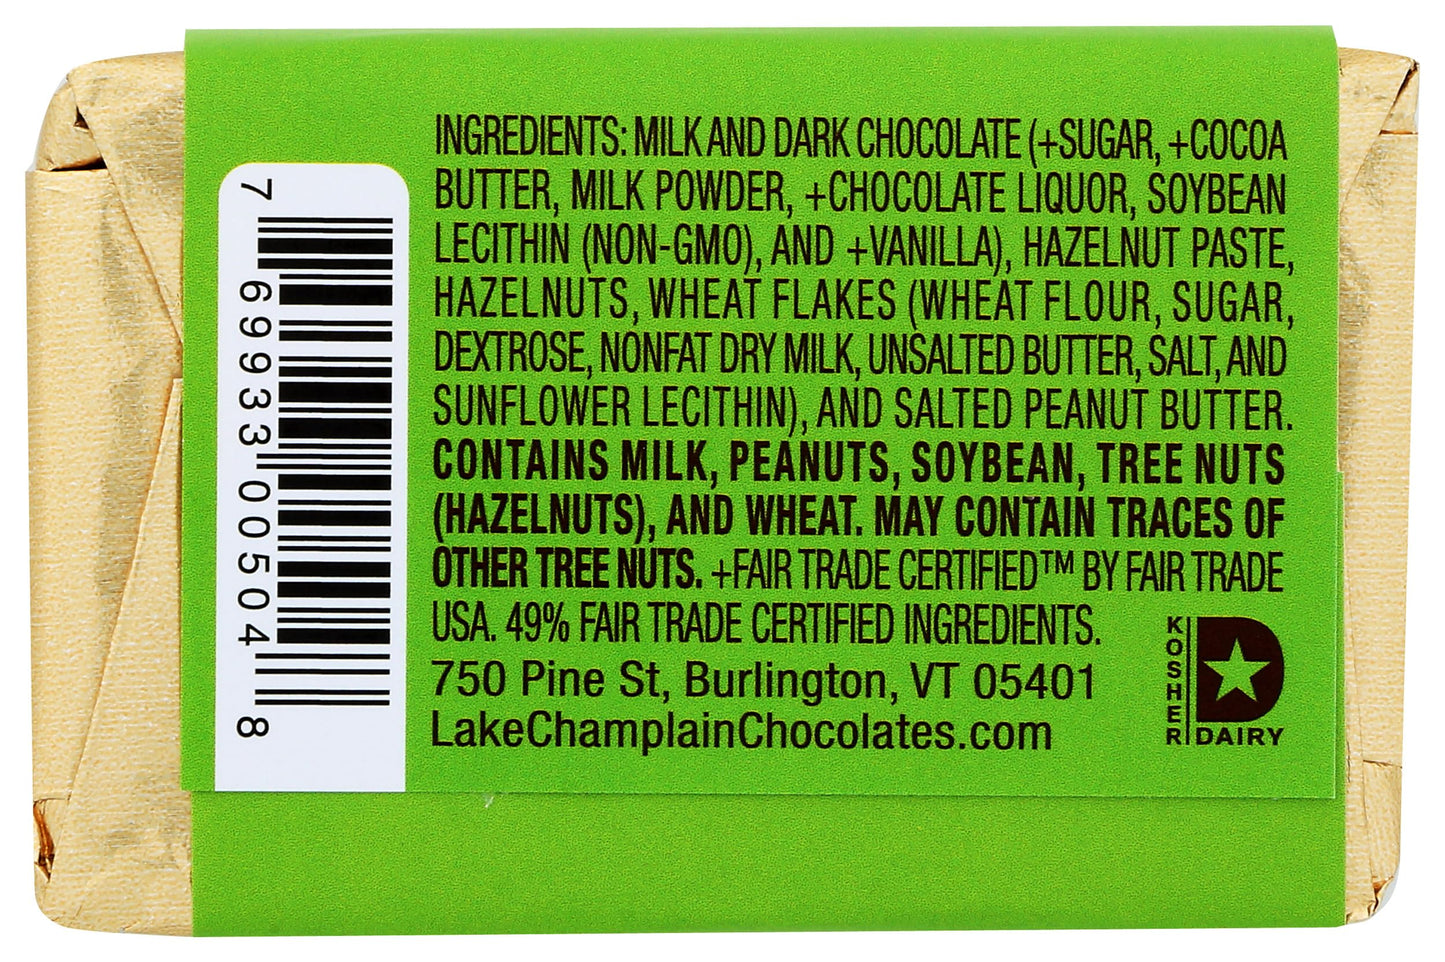 INGREDIENTS: MILK AND DARK CHOCOLATE (+SUGAR, +COCOA
BUTTER, MILK POWDER, +CHOCOLATE LIQUOR, SOYBEAN
LECITHIN (NON-GMO), AND +VANILLA), HAZELNUT PASTE,
HAZELNUTS, WHEAT FLAKES (WHEAT FLOUR, SUGAR,
DEXTROSE, NONFAT DRY MILK, UNSALTED BUTTER, SALT, AND
SUNFLOWER LECITHIN), AND SALTED PEANUT BUTTER.
CONTAINS MILK, PEANUTS, SOYBEAN, TREE NUTS
(HAZELNUTS), AND WHEAT. MAY CONTAIN TRACES OF
OTHER TREE NUTS. +FAIR TRADE CERTIFIED™ BY FAIR TRADE
USA. 49% FAIR TRADE CERTIFIED INGREDIENTS.
750 Pine St, Burlington, VT 05401
LakeChamplainChocolates.com
KOSHER
D
DAIRY
7 69933 00504 8